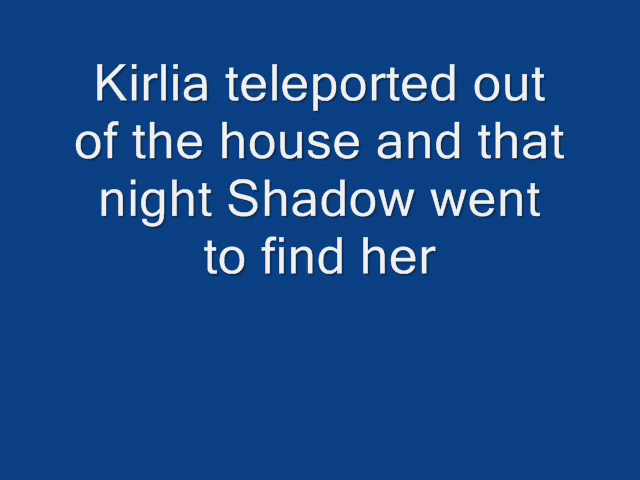 Kirlia teleported out
of the house and that
night Shadow went
to find her